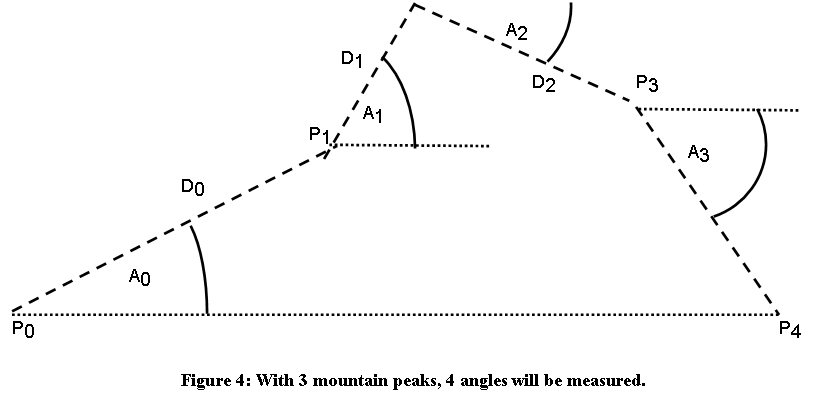 A2
D1
D2
P3
A1
P1
A3
D0
A0
P0
P4
Figure 4: With 3 mountain peaks, 4 angles will be measured.